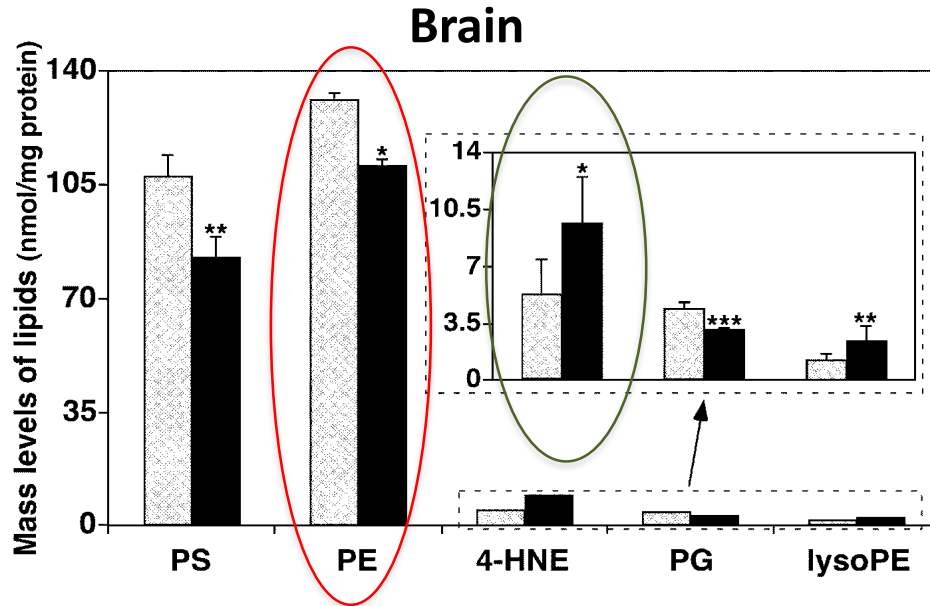 Brain
Mass levels of lipids (nmol/mg protein)
140
105
70
35
0
**
*
14
10.5
7
3.5
0
*
***
**
PS
PE
4-HNE
PG
lysoPE